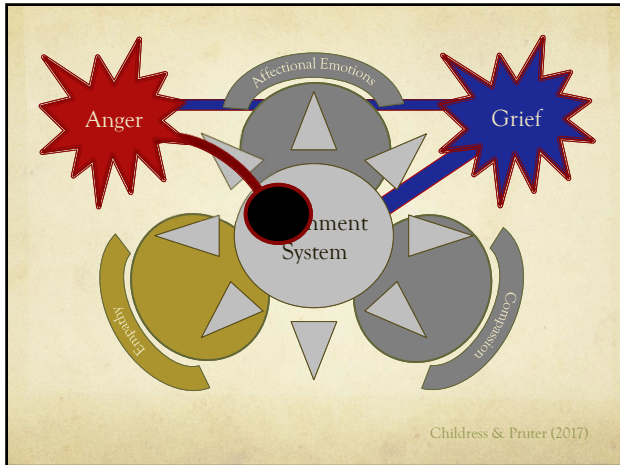 Affectional Emotions
Anger
Grief
nment
System
Empathy
Compassion
Childress & Pruter (2017)